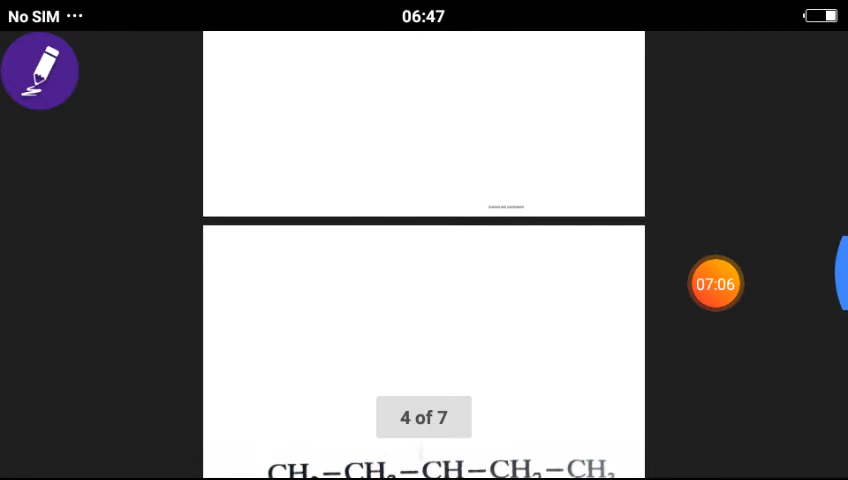 No SIM ···
06:47
07:06
4 of 7
CH₃–CH₂–CH–CH₂–CH₃